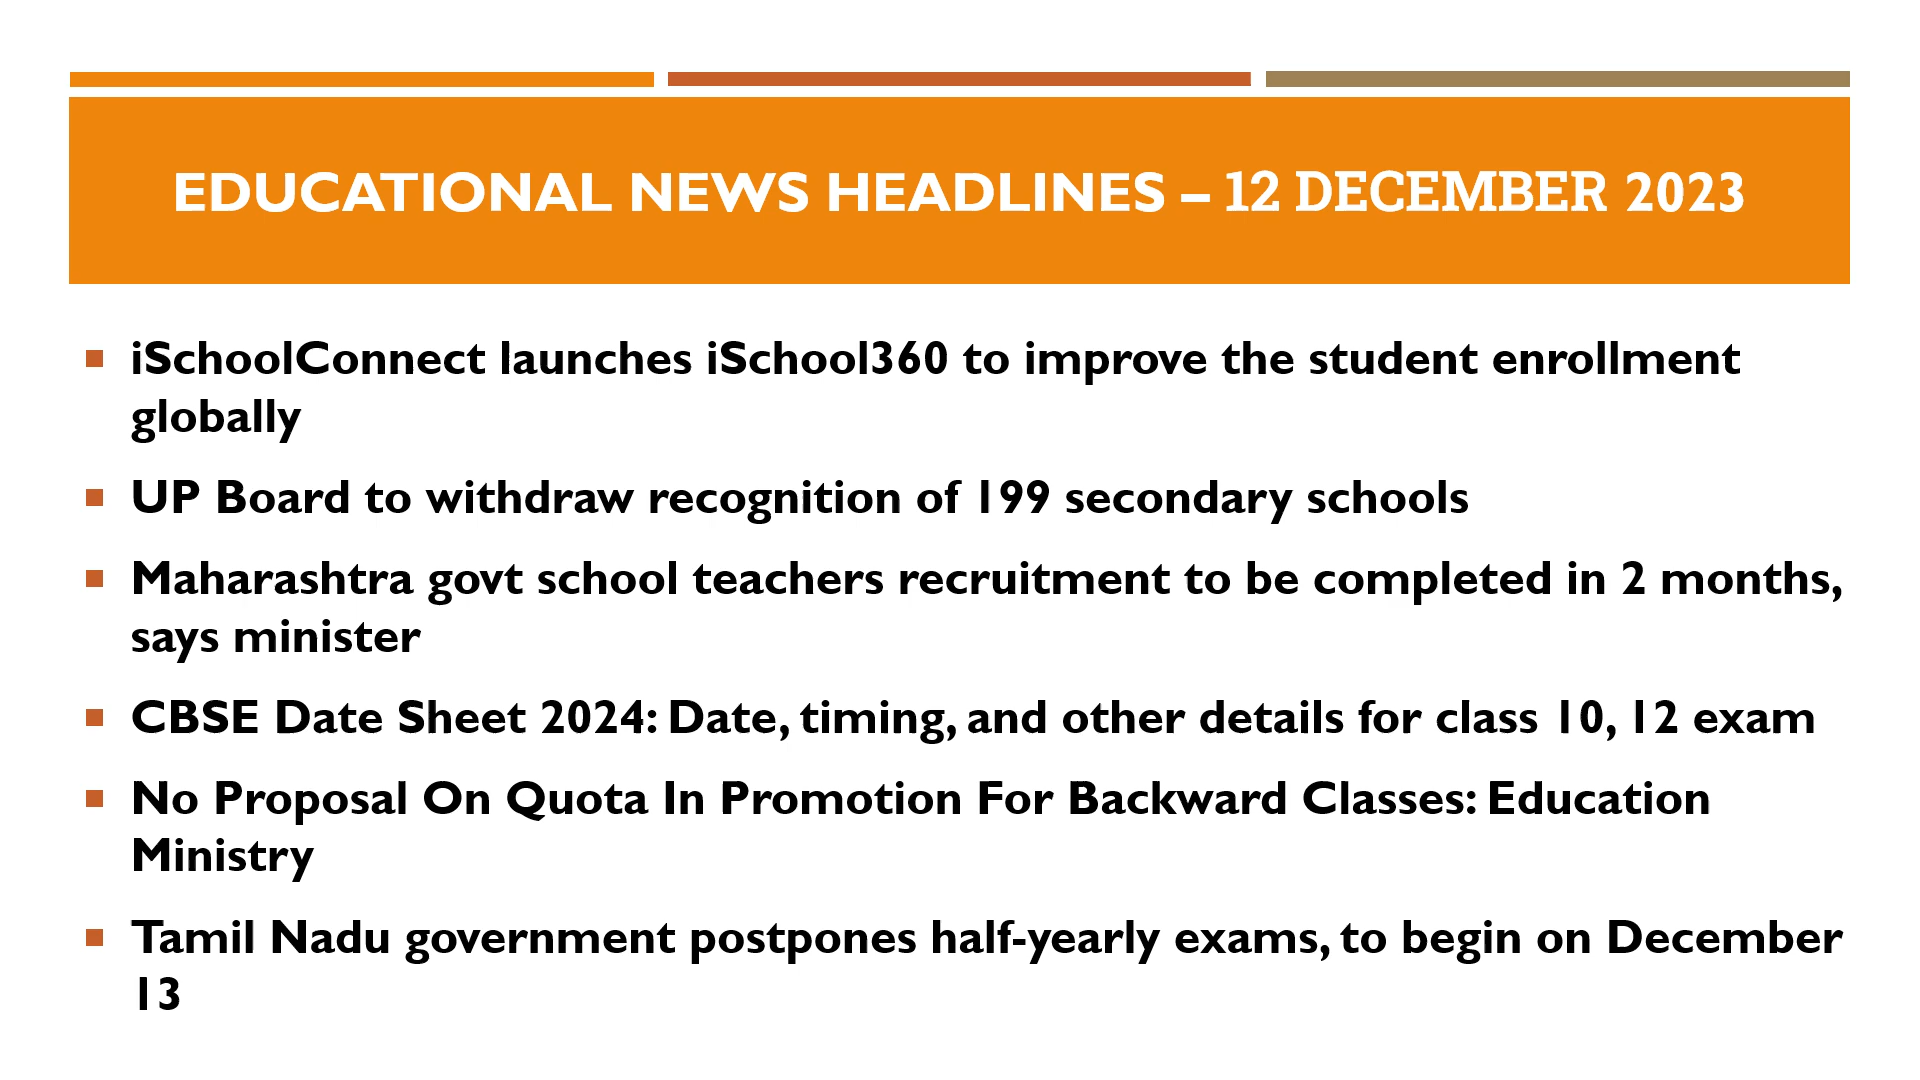 EDUCATIONAL NEWS HEADLINES – 12 DECEMBER 2023
iSchoolConnect launches iSchool360 to improve the student enrollment
globally
UP Board to withdraw recognition of 199 secondary schools
Maharashtra govt school teachers recruitment to be completed in 2 months,
says minister
CBSE Date Sheet 2024: Date, timing, and other details for class 10, 12 exam
No Proposal On Quota In Promotion For Backward Classes: Education
Ministry
Tamil Nadu government postpones half-yearly exams, to begin on December
13